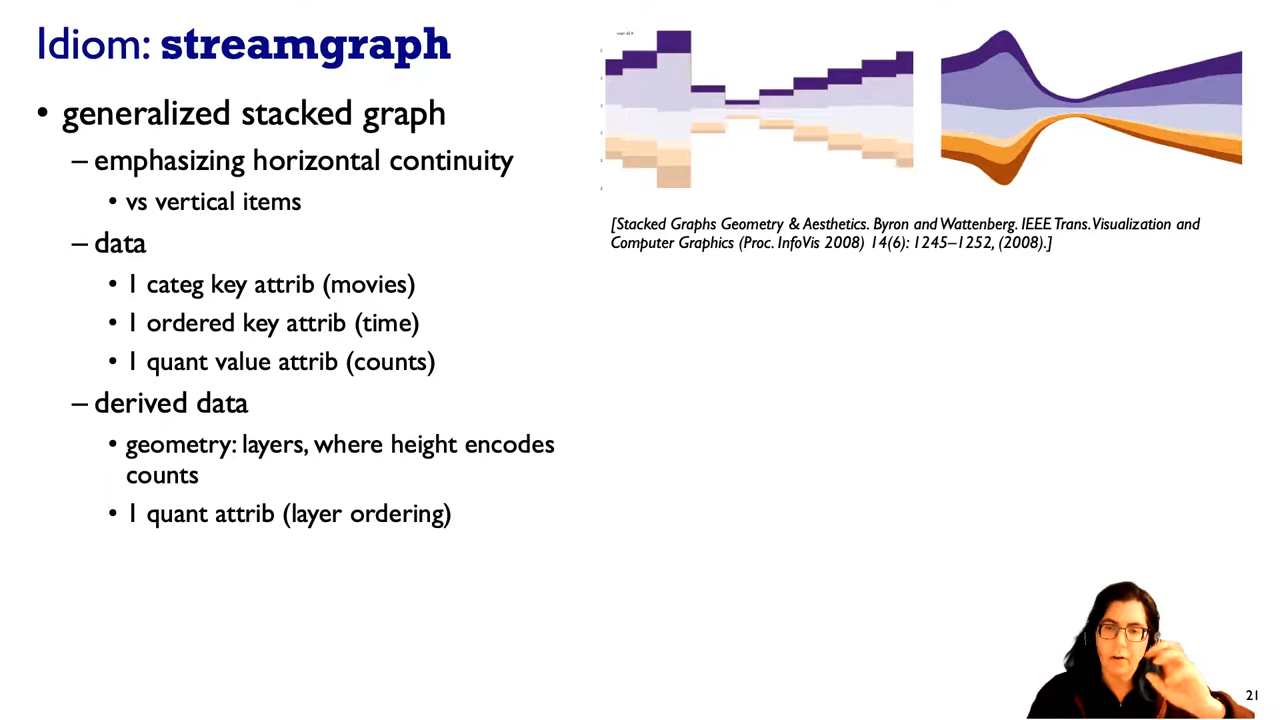 Idiom: streamgraph
• generalized stacked graph
– emphasizing horizontal continuity
• vs vertical items
– data
• 1 categ key attrib (movies)
• 1 ordered key attrib (time)
• 1 quant value attrib (counts)
– derived data
• geometry: layers, where height encodes
counts
• 1 quant attrib (layer ordering)
[Stacked Graphs Geometry & Aesthetics. Byron and Wattenberg. IEEE Trans. Visualization and
Computer Graphics (Proc. InfoVis 2008) 14(6): 1245–1252, (2008).]
21